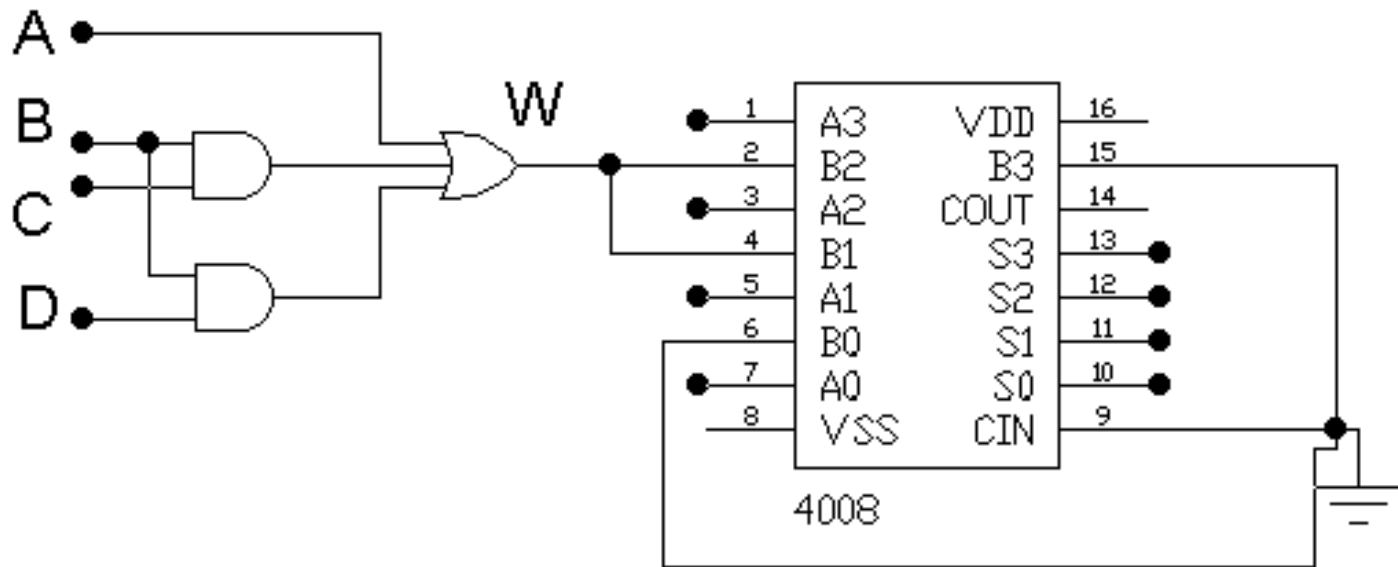 A
B
C
D
W
1 A3 VDD 16
2 B2 B3 15
3 A2 COUT 14
4 B1 S3 13
5 A1 S2 12
6 B0 S1 11
7 A0 S0 10
8 VSS CIN 9
4008